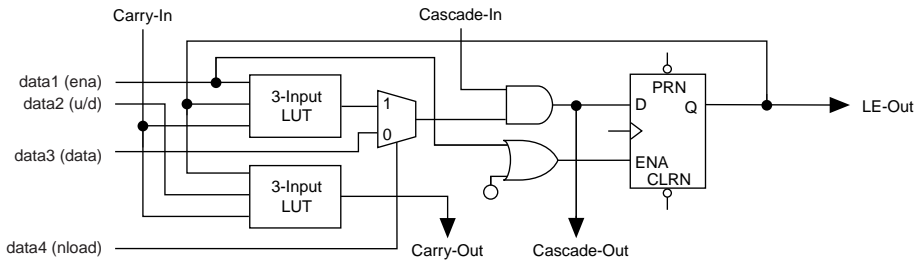 Carry-In
Cascade-In
data1 (ena)
data2 (u/d)
data3 (data)
data4 (nload)
3-Input
LUT
1
0
3-Input
LUT
PRN
D
Q
ENA
CLRN
LE-Out
Carry-Out
Cascade-Out